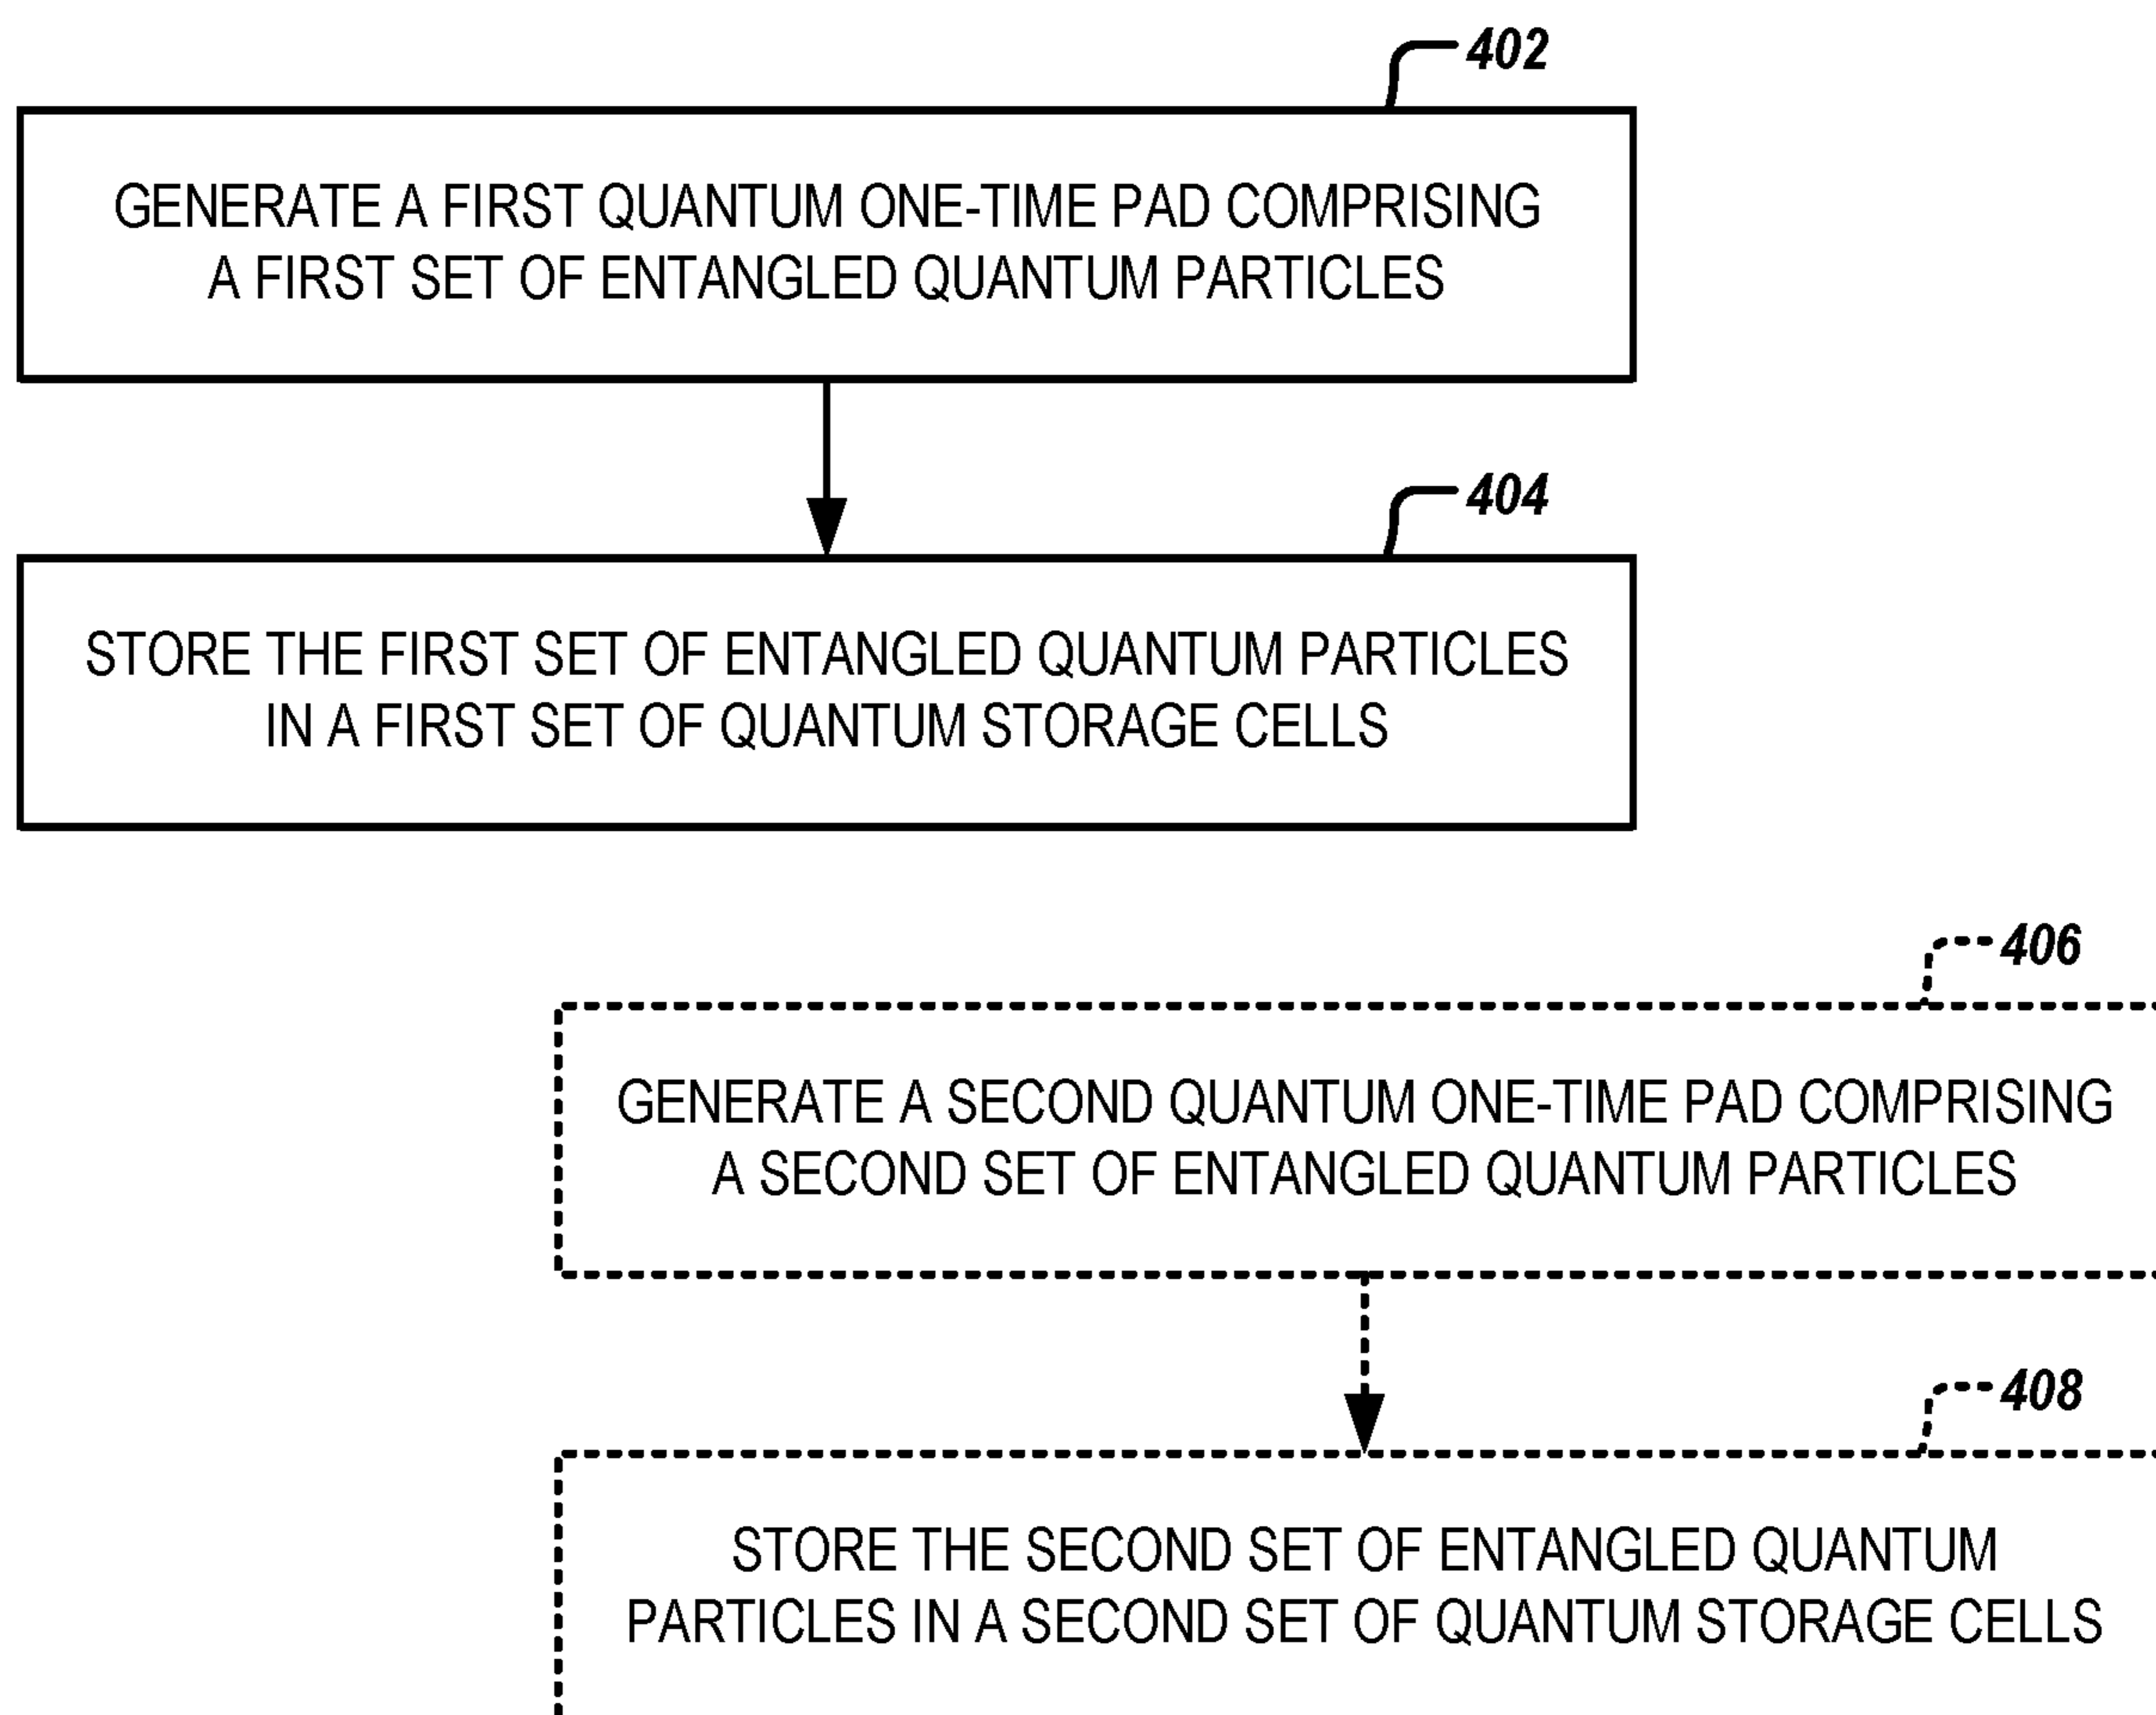 402
GENERATE A FIRST QUANTUM ONE-TIME PAD COMPRISING
A FIRST SET OF ENTANGLED QUANTUM PARTICLES
404
STORE THE FIRST SET OF ENTANGLED QUANTUM PARTICLES
IN A FIRST SET OF QUANTUM STORAGE CELLS
406
GENERATE A SECOND QUANTUM ONE-TIME PAD COMPRISING
A SECOND SET OF ENTANGLED QUANTUM PARTICLES
408
STORE THE SECOND SET OF ENTANGLED QUANTUM
PARTICLES IN A SECOND SET OF QUANTUM STORAGE CELLS